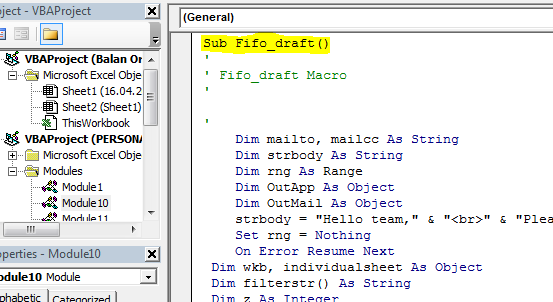 oject - VBAProject
VBAProject (Balan Or
Microsoft Excel Obje
Sheet1 (16.04.2
Sheet2 (Sheet1)
ThisWorkbook
VBAProject (PERSONA
Microsoft Excel Obje
Modules
Module1
Module10
Module11
operties - Module10
odule10 Module
phabetic Categorized
(General)
Sub Fifo_draft()
'
' Fifo_draft Macro
'
'
Dim mailto, mailcc As String
Dim strbody As String
Dim rng As Range
Dim OutApp As Object
Dim OutMail As Object
strbody = "Hello team," & "<br>" & "Plea
Set rng = Nothing
On Error Resume Next
Dim wkb, individualsheet As Object
Dim filterstr() As String
Dim z As Integer